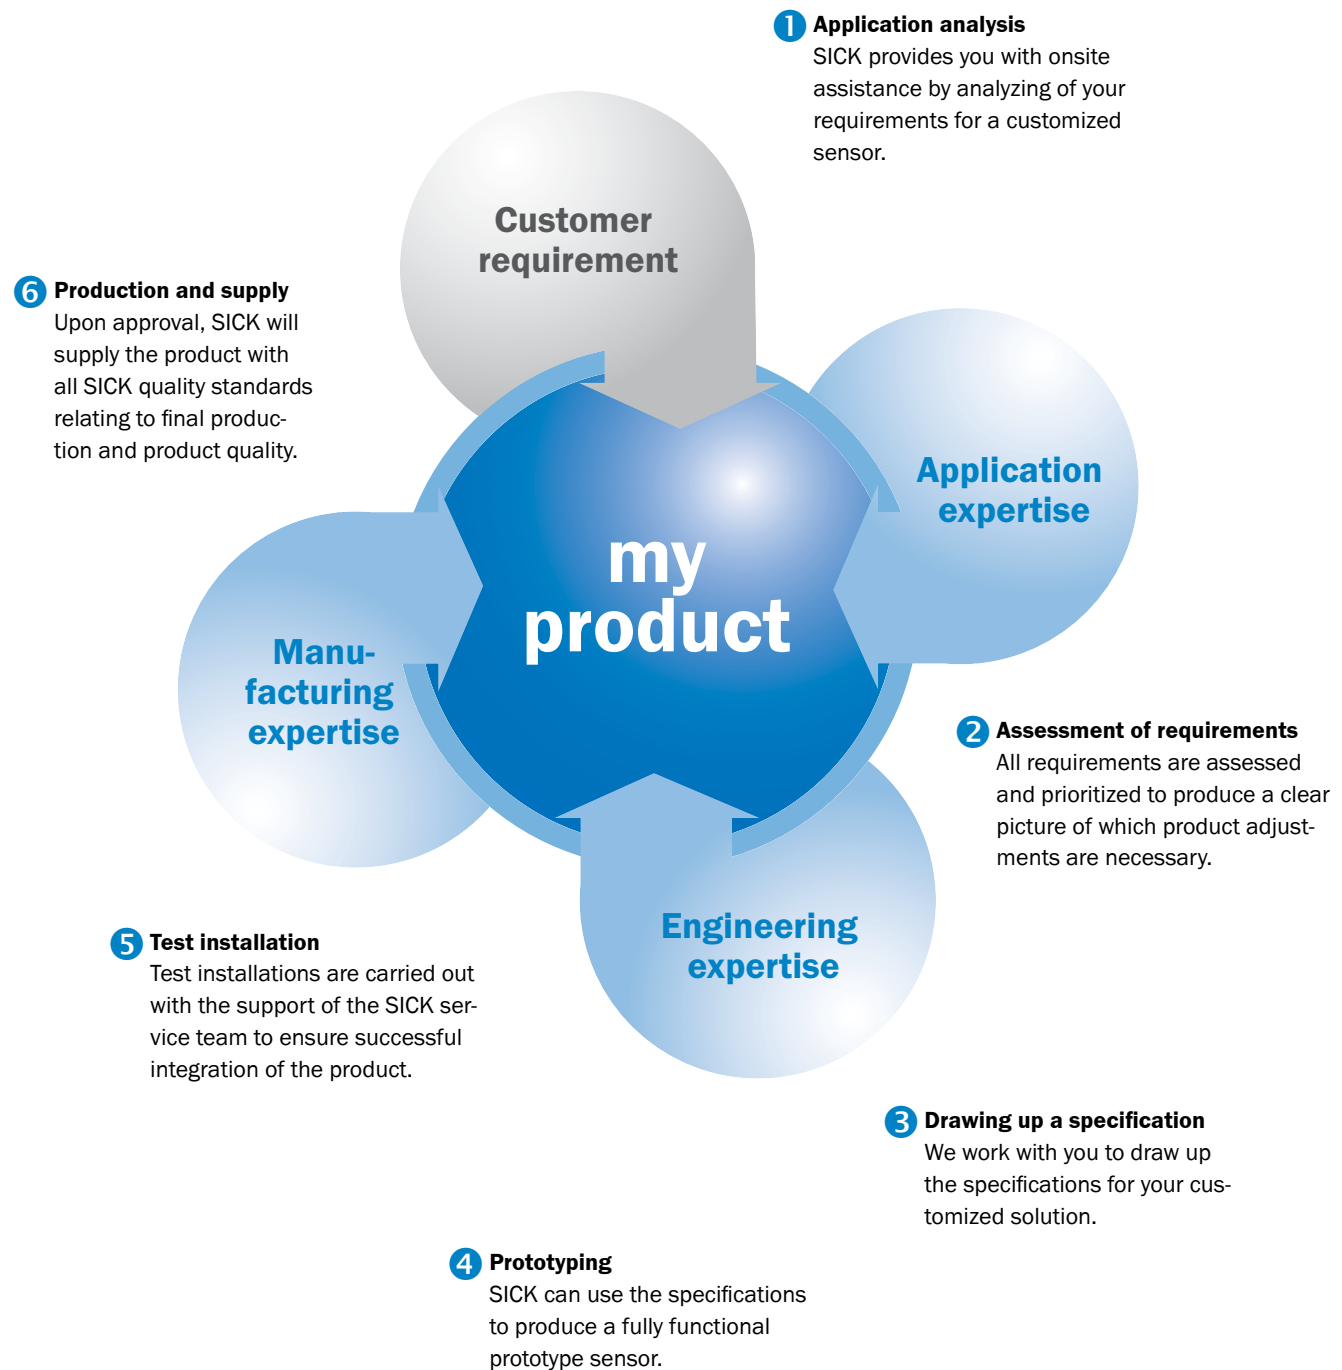 1 Application analysis
SICK provides you with onsite
assistance by analyzing of your
requirements for a customized
sensor.
Customer
requirement
6 Production and supply
Upon approval, SICK will
supply the product with
all SICK quality standards
relating to final produc-
tion and product quality.
Application
expertise
my
product
Manu-
facturing
expertise
2 Assessment of requirements
All requirements are assessed
and prioritized to produce a clear
picture of which product adjust-
ments are necessary.
Engineering
expertise
5 Test installation
Test installations are carried out
with the support of the SICK ser-
vice team to ensure successful
integration of the product.
3 Drawing up a specification
We work with you to draw up
the specifications for your cus-
tomized solution.
4 Prototyping
SICK can use the specifications
to produce a fully functional
prototype sensor.